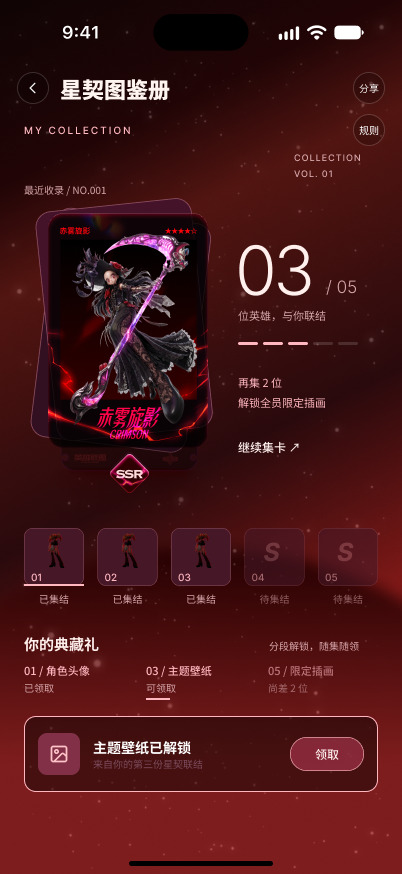 9:41
星契图鉴册
分享
MY COLLECTION
规则
COLLECTION
VOL. 01
最近收录 / NO.001
赤雾旋影
★★★★☆
03 / 05
位英雄，与你联结
再集 2 位
解锁全员限定插画
赤雾旋影
CRIMSON
继续集卡 ↗
SSR
01
02
03
S
04
S
05
已集结
已集结
已集结
待集结
待集结
你的典藏礼
分段解锁，随集随领
01 / 角色头像
03 / 主题壁纸
05 / 限定插画
已领取
可领取
尚差 2 位
主题壁纸已解锁
来自你的第三份星契联结
领取